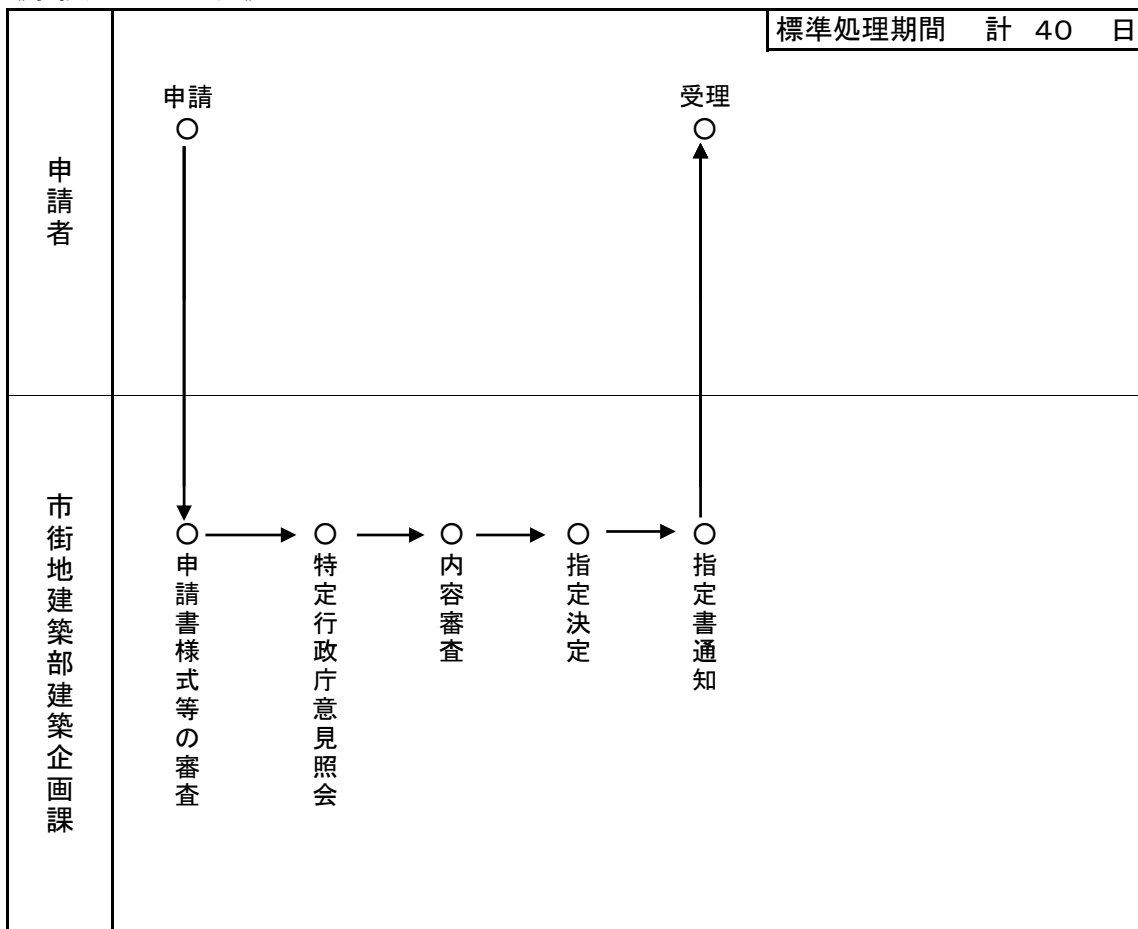 標準処理期間 計 40 日
申請
受理
申請者
市街地建築部建築企画課
申請書様式等の審査
特定行政庁意見照会
内容審査
指定決定
指定書通知